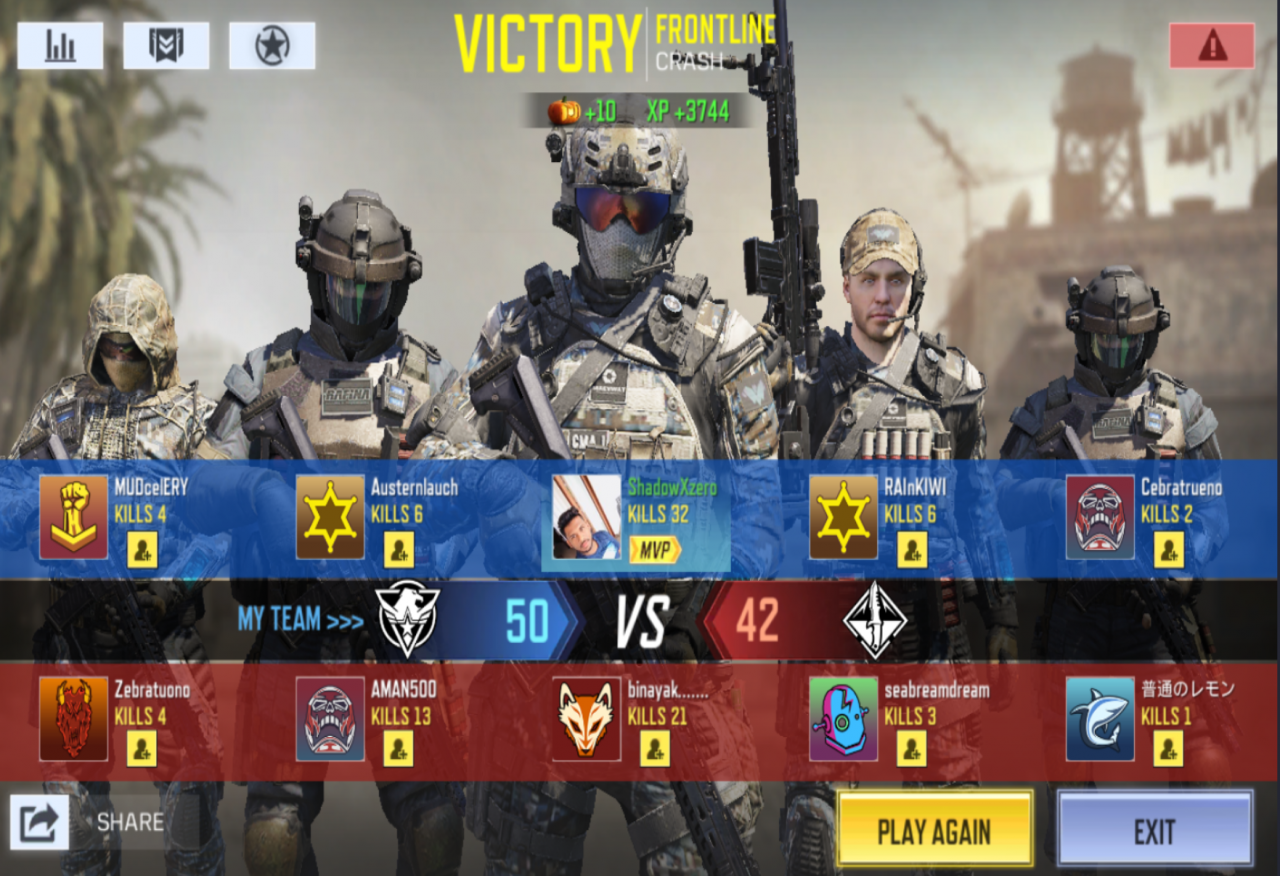 VICTORY
FRONTLINE
CRASH
+10 XP +3744
MUDcelERY
KILLS 4
Austernlauch
KILLS 6
ShadowXzero
KILLS 32
MVP
RAInKIWI
KILLS 6
Cebratrueno
KILLS 2
MY TEAM >>>
50 VS 42
Zebratuono
KILLS 4
AMAN500
KILLS 13
binayak.......
KILLS 21
seabreamdream
KILLS 3
普通のレモン
KILLS 1
SHARE
PLAY AGAIN
EXIT